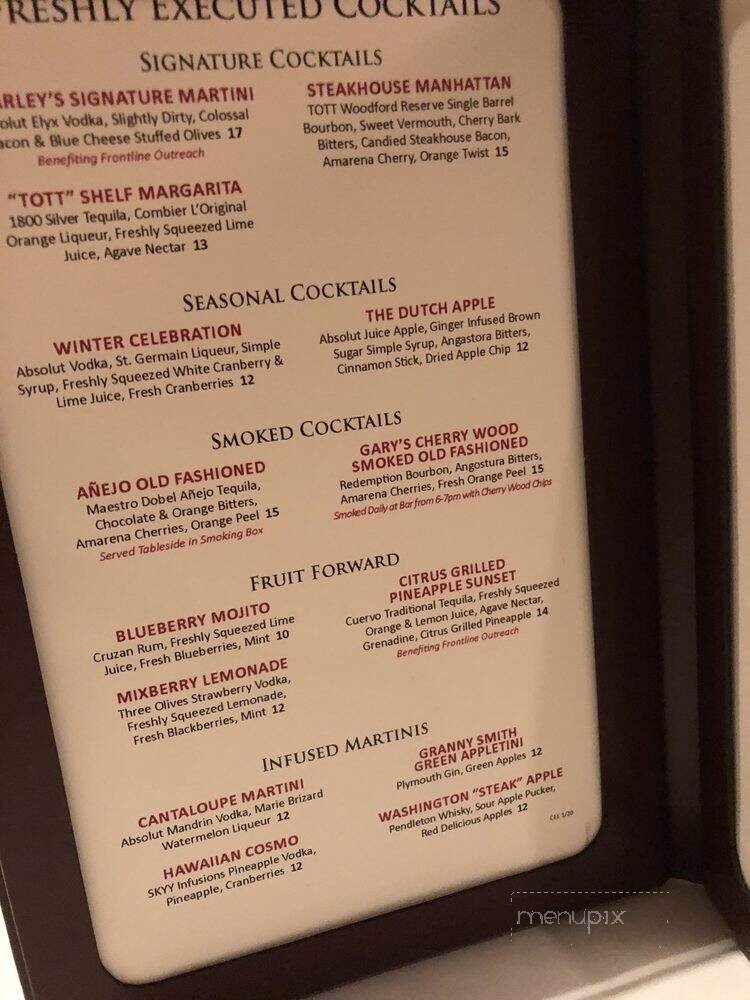 FRESHLY EXECUTED COCKTAILS
SIGNATURE COCKTAILS
SIGNATURE MARTINI
Elyx Vodka, Slightly Dirty, Colossal
& Blue Cheese Stuffed Olives 17
Benefiting Frontline Outreach
STEAKHOUSE MANHATTAN
TOTT Woodford Reserve Single Barrel
Bourbon, Sweet Vermouth, Cherry Bark
Bitters, Candied Steakhouse Bacon,
Amarena Cherry, Orange Twist 15
"TOTT" SHELF MARGARITA
1800 Silver Tequila, Combier L'Original
Orange Liqueur, Freshly Squeezed Lime
Juice, Agave Nectar 13
SEASONAL COCKTAILS
WINTER CELEBRATION
Absolut Vodka, St. Germain Liqueur, Simple
Syrup, Freshly Squeezed White Cranberry &
Lime Juice, Fresh Cranberries 12
THE DUTCH APPLE
Absolut Juice Apple, Ginger Infused Brown
Sugar Simple Syrup, Angastora Bitters,
Cinnamon Stick, Dried Apple Chip 12
SMOKED COCKTAILS
AÑEJO OLD FASHIONED
Maestro Dobel Añejo Tequila,
Chocolate & Orange Bitters,
Amarena Cherries, Orange Peel 15
Served Tableside in Smoking Box
GARY'S CHERRY WOOD
SMOKED OLD FASHIONED
Redemption Bourbon, Angostura Bitters,
Amarena Cherries, Fresh Orange Peel 15
Smoked Daily at Bar from 6-7pm with Cherry Wood Chips
FRUIT FORWARD
BLUEBERRY MOJITO
Cruzan Rum, Freshly Squeezed Lime
Juice, Fresh Blueberries, Mint 10
MIXBERRY LEMONADE
Three Olives Strawberry Vodka,
Freshly Squeezed Lemonade,
Fresh Blackberries, Mint 12
CITRUS GRILLED
PINEAPPLE SUNSET
Cuervo Traditional Tequila, Freshly Squeezed
Orange & Lemon Juice, Agave Nectar,
Grenadine, Citrus Grilled Pineapple 14
Benefiting Frontline Outreach
INFUSED MARTINIS
CANTALOUPE MARTINI
Absolut Mandrin Vodka, Marie Brizard
Watermelon Liqueur 12
HAWAIIAN COSMO
SKYY Infusions Pineapple Vodka,
Pineapple, Cranberries 12
GRANNY SMITH
GREEN APPLETINI
Plymouth Gin, Green Apples 12
WASHINGTON "STEAK" APPLE
Pendleton Whisky, Sour Apple Pucker,
Red Delicious Apples 12
CEL 1/20
menupix